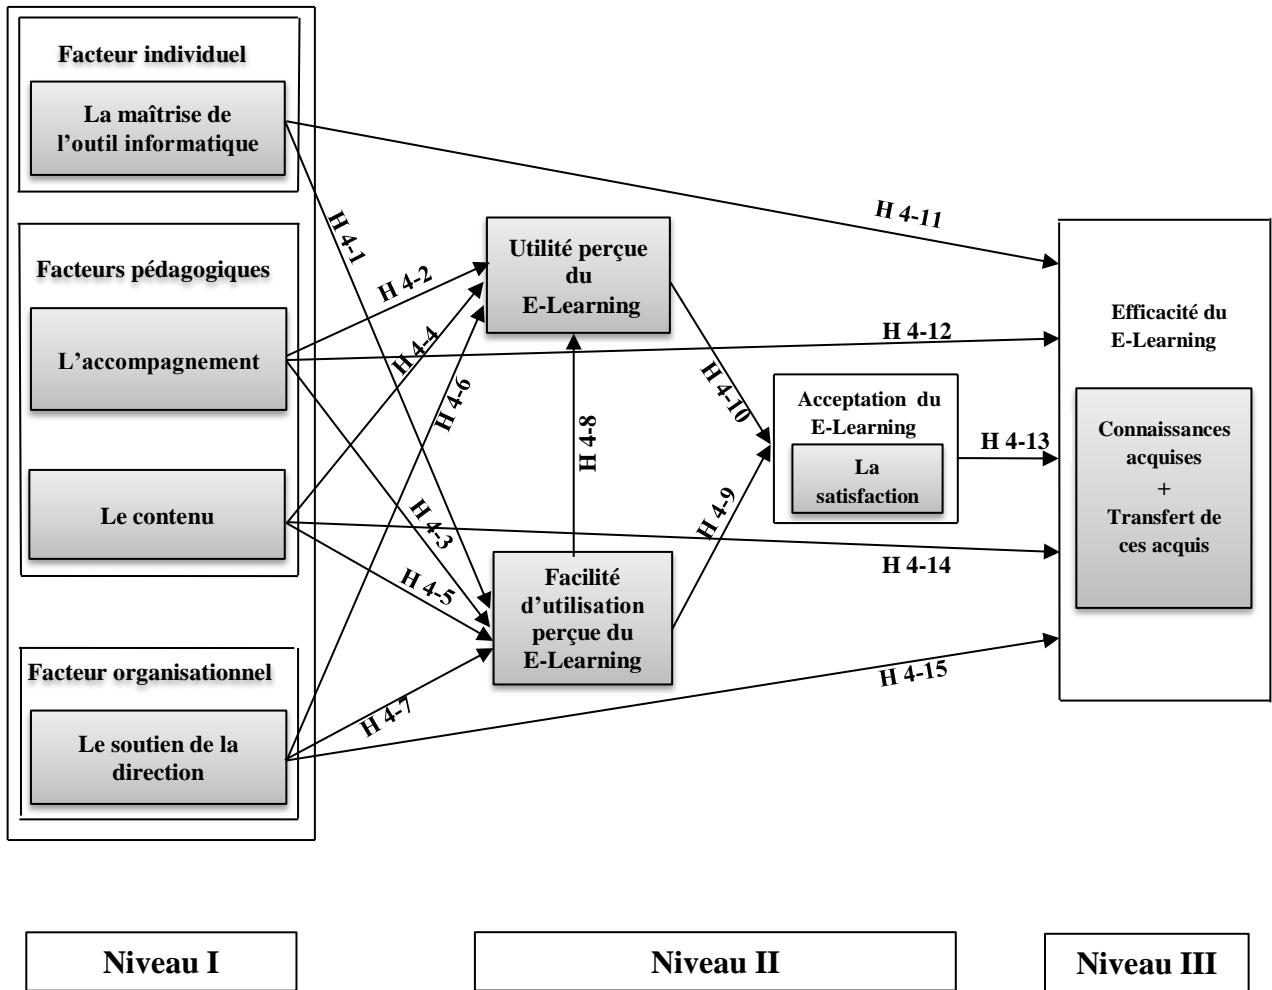 Facteur individuel
La maîtrise de
l’outil informatique
Facteurs pédagogiques
L’accompagnement
Le contenu
Facteur organisationnel
Le soutien de la
direction
H 4-1
H 4-2
H 4-4
H 4-6
H 4-3
H 4-5
H 4-7
Utilité perçue
du
E-Learning
H 4-8
Facilité
d’utilisation
perçue du
E-Learning
H 4-10
H 4-9
Acceptation du
E-Learning
La
satisfaction
H 4-11
H 4-12
H 4-13
H 4-14
H 4-15
Efficacité du
E-Learning
Connaissances
acquises
+
Transfert de
ces acquis
Niveau I
Niveau II
Niveau III